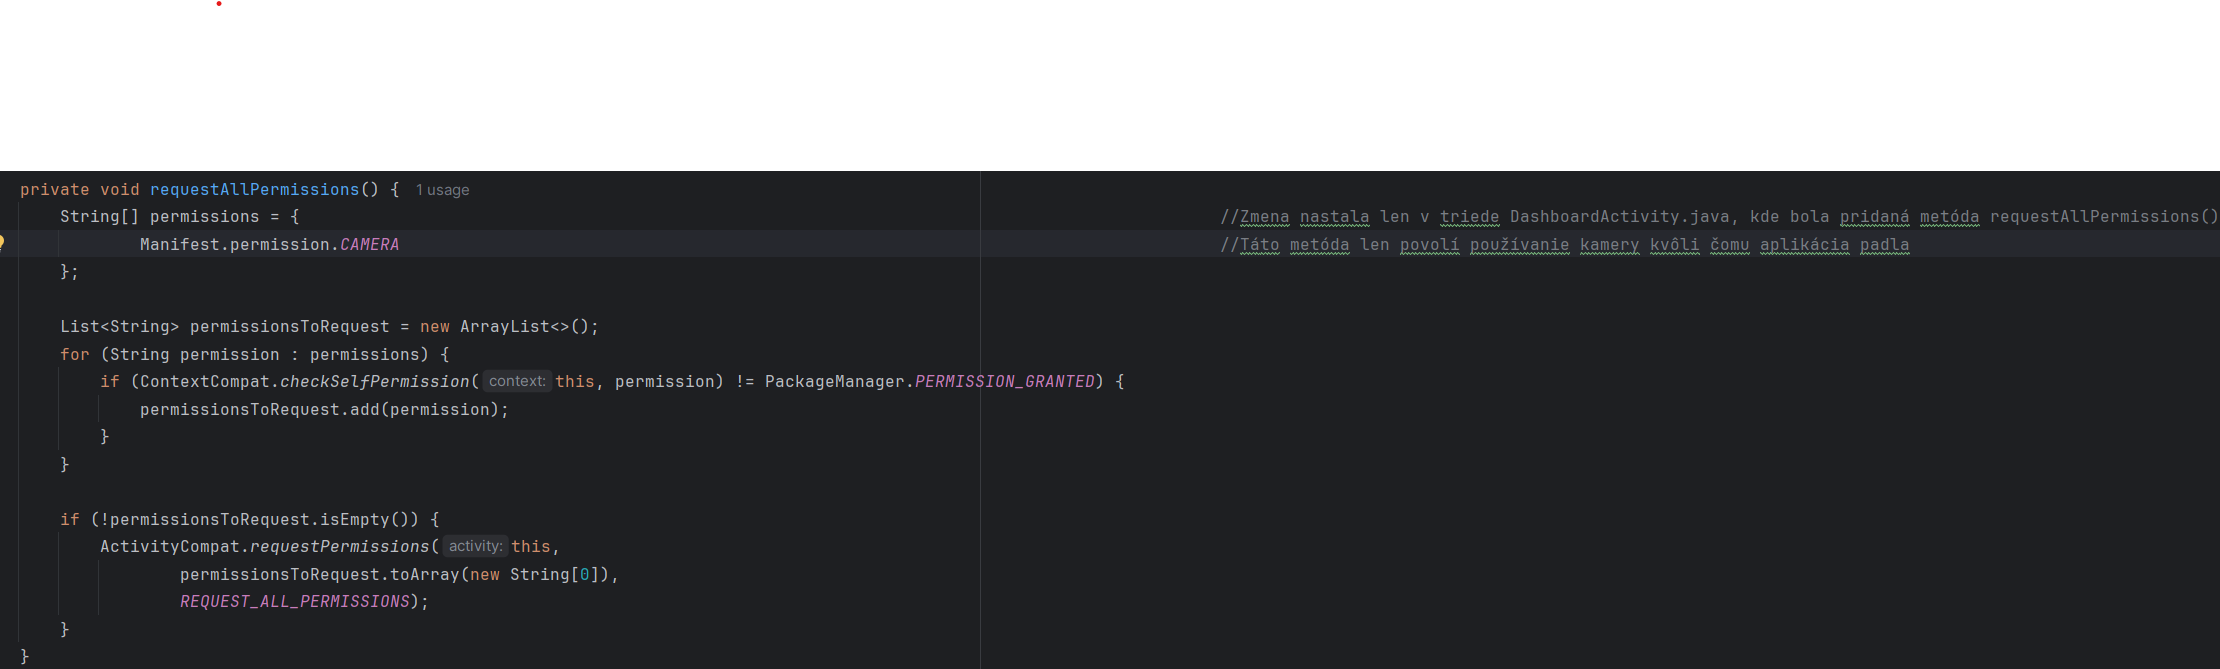 private void requestAllPermissions() { 1 usage
String[] permissions = { //Zmena nastala len v triede DashboardActivity.java, kde bola pridaná metóda requestAllPermissions()
Manifest.permission.CAMERA //Táto metóda len povolí používanie kamery kvôli čomu aplikácia padla
};
List<String> permissionsToRequest = new ArrayList<>();
for (String permission : permissions) {
if (ContextCompat.checkSelfPermission( context: this, permission) != PackageManager.PERMISSION_GRANTED) {
permissionsToRequest.add(permission);
}
}
if (!permissionsToRequest.isEmpty()) {
ActivityCompat.requestPermissions( activity: this,
permissionsToRequest.toArray(new String[0]),
REQUEST_ALL_PERMISSIONS);
}
}